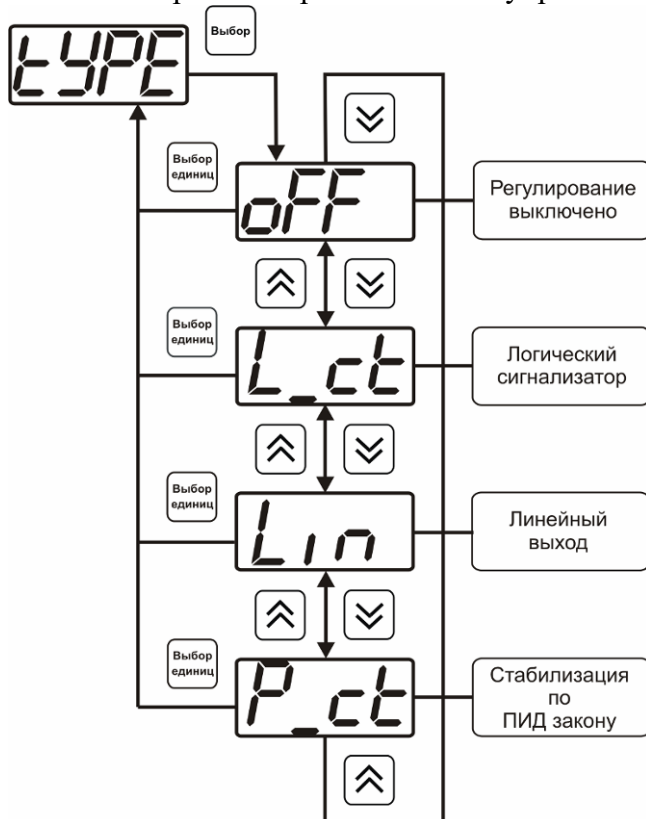 Выбор
tYPE
Выбор
единиц
oFF
Регулирование
выключено
Выбор
единиц
L_ct
Логический
сигнализатор
Выбор
единиц
Lin
Линейный
выход
Выбор
единиц
P_ct
Стабилизация
по
ПИД закону